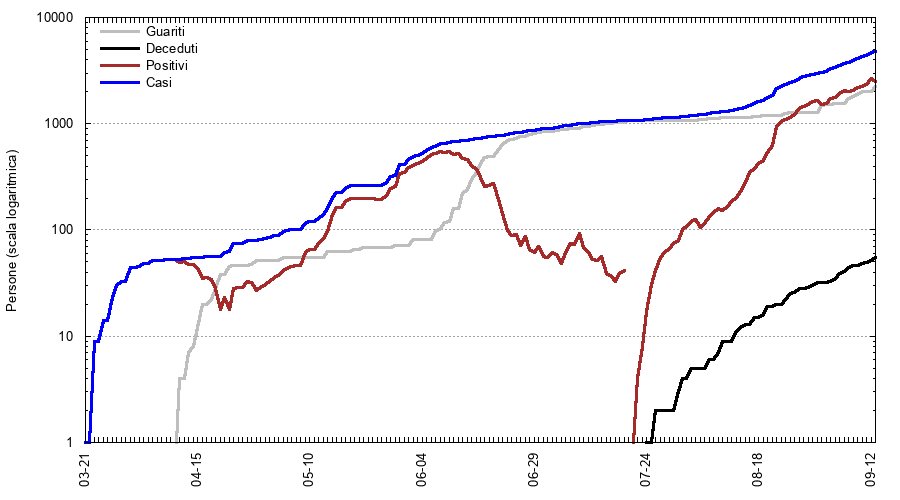 Persone (scala logaritmica)
10000
1000
100
10
1
Guariti
Deceduti
Positivi
Casi
03-21
04-15
05-10
06-04
06-29
07-24
08-18
09-12